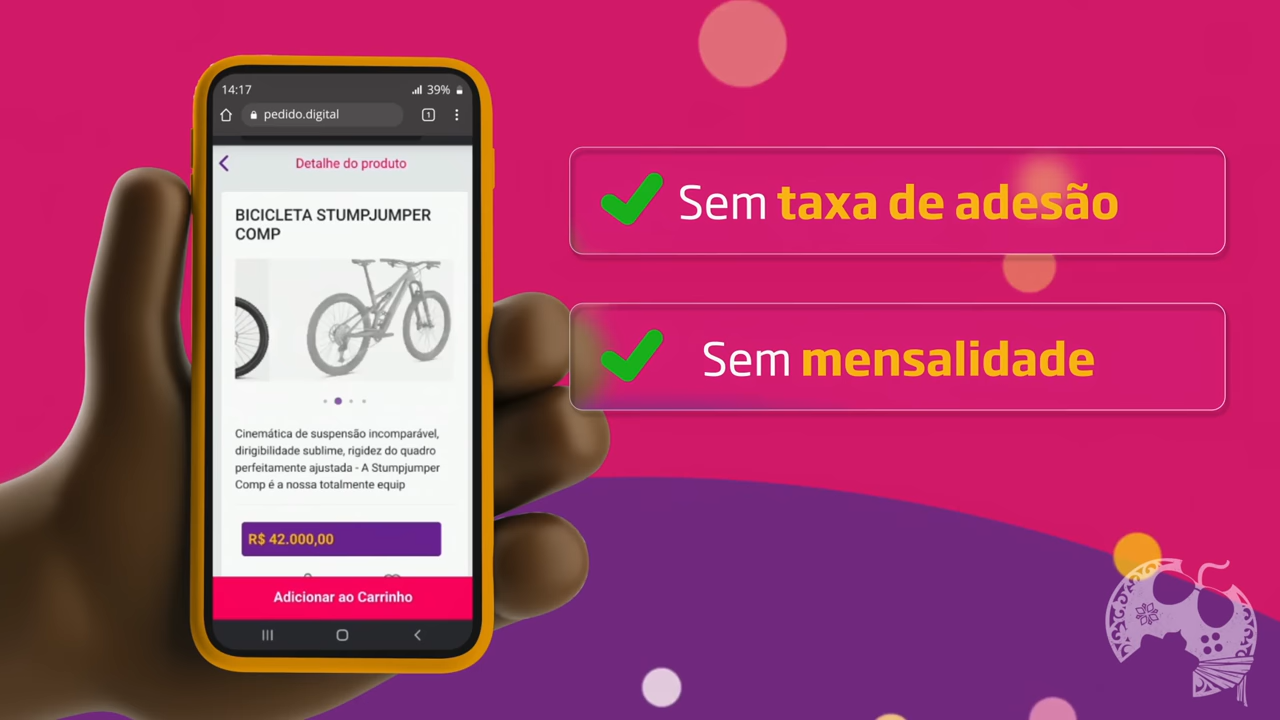 14:17
39%
pedido.digital
1
Detalhe do produto
BICICLETA STUMPJUMPER
COMP
Cinemática de suspensão incomparável,
dirigibilidade sublime, rigidez do quadro
perfeitamente ajustada - A Stumpjumper
Comp é a nossa totalmente equip
R$ 42.000,00
Adicionar ao Carrinho
Sem taxa de adesão
Sem mensalidade